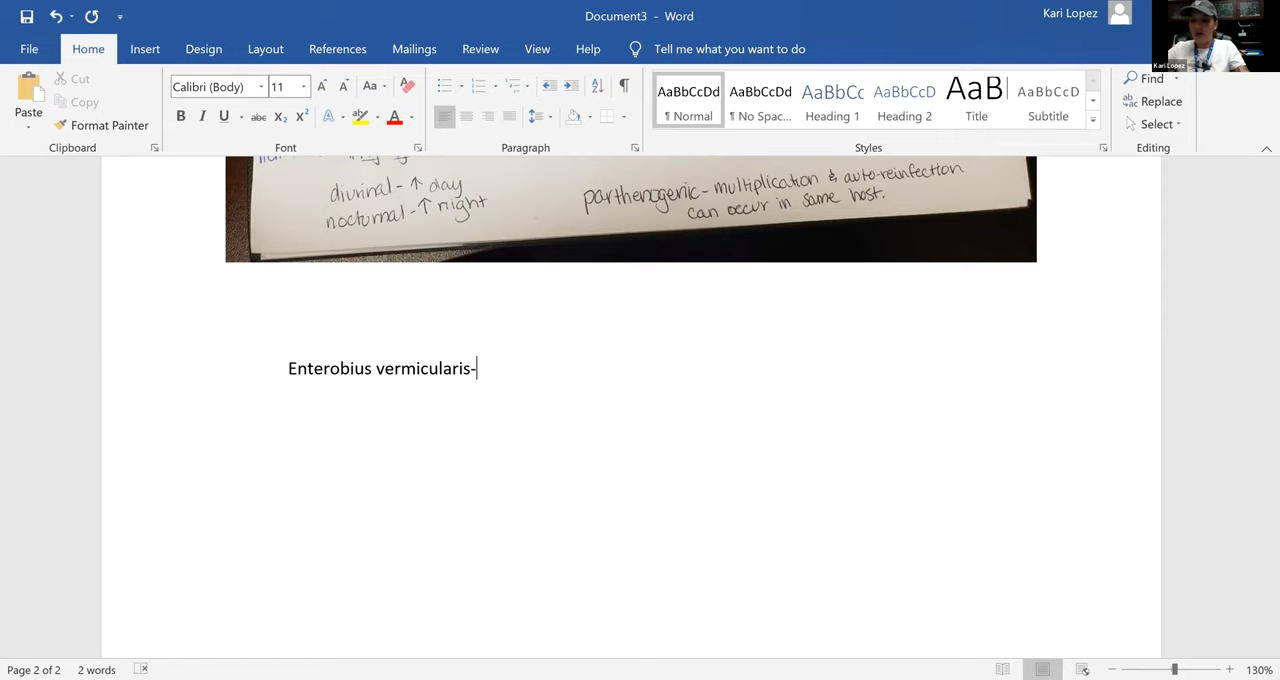 Document3 - Word
Kari Lopez
Kari Lopez
File Home Insert Design Layout References Mailings Review View Help Tell me what you want to do
Paste
Cut
Copy
Format Painter
Clipboard
Calibri (Body) 11
Font
Paragraph
AaBbCcDd AaBbCcDd AaBbCc AaBbCcD AaB AaBbCcD
¶ Normal ¶ No Spac... Heading 1 Heading 2 Title Subtitle
Styles
Find
Replace
Select
Editing
diurinal - ↑ day
nocturnal - ↑ night
parthenogenic - multiplication & auto-reinfection
can occur in same host.
Enterobius vermicularis-
Page 2 of 2 2 words
130%